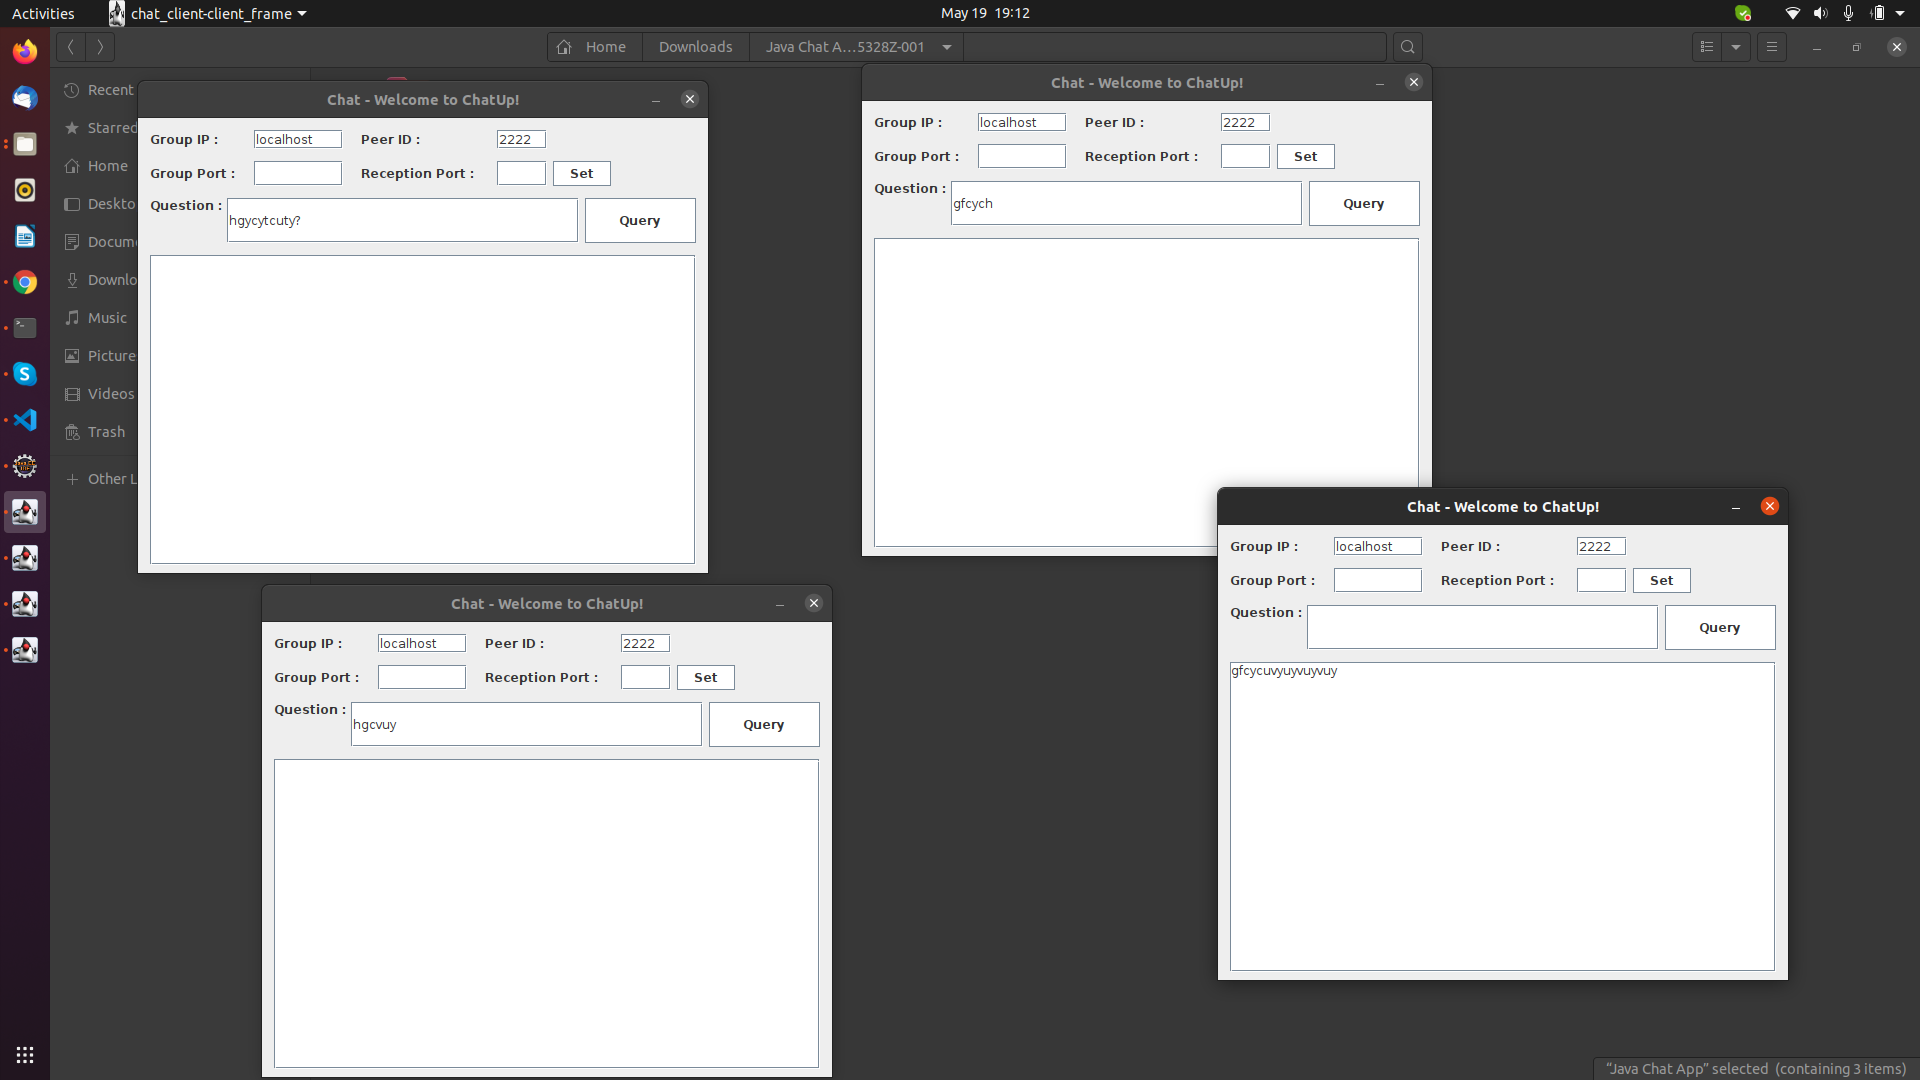 Activities
chat_client-client_frame
May 19 19:12
Home
Downloads
Java Chat A…5328Z-001
Recent
Starred
Home
Deskto
Docum
Downlo
Music
Picture
Videos
Trash
Other L
Chat - Welcome to ChatUp!
Group IP : localhost Peer ID : 2222
Group Port : Reception Port : Set
Question : hgycytcuty? Query
Chat - Welcome to ChatUp!
Group IP : localhost Peer ID : 2222
Group Port : Reception Port : Set
Question : gfcych Query
Chat - Welcome to ChatUp!
Group IP : localhost Peer ID : 2222
Group Port : Reception Port : Set
Question : hgcvuy Query
Chat - Welcome to ChatUp!
Group IP : localhost Peer ID : 2222
Group Port : Reception Port : Set
Question : Query
gfcycuvyuyvuyvuy
"Java Chat App" selected (containing 3 items)